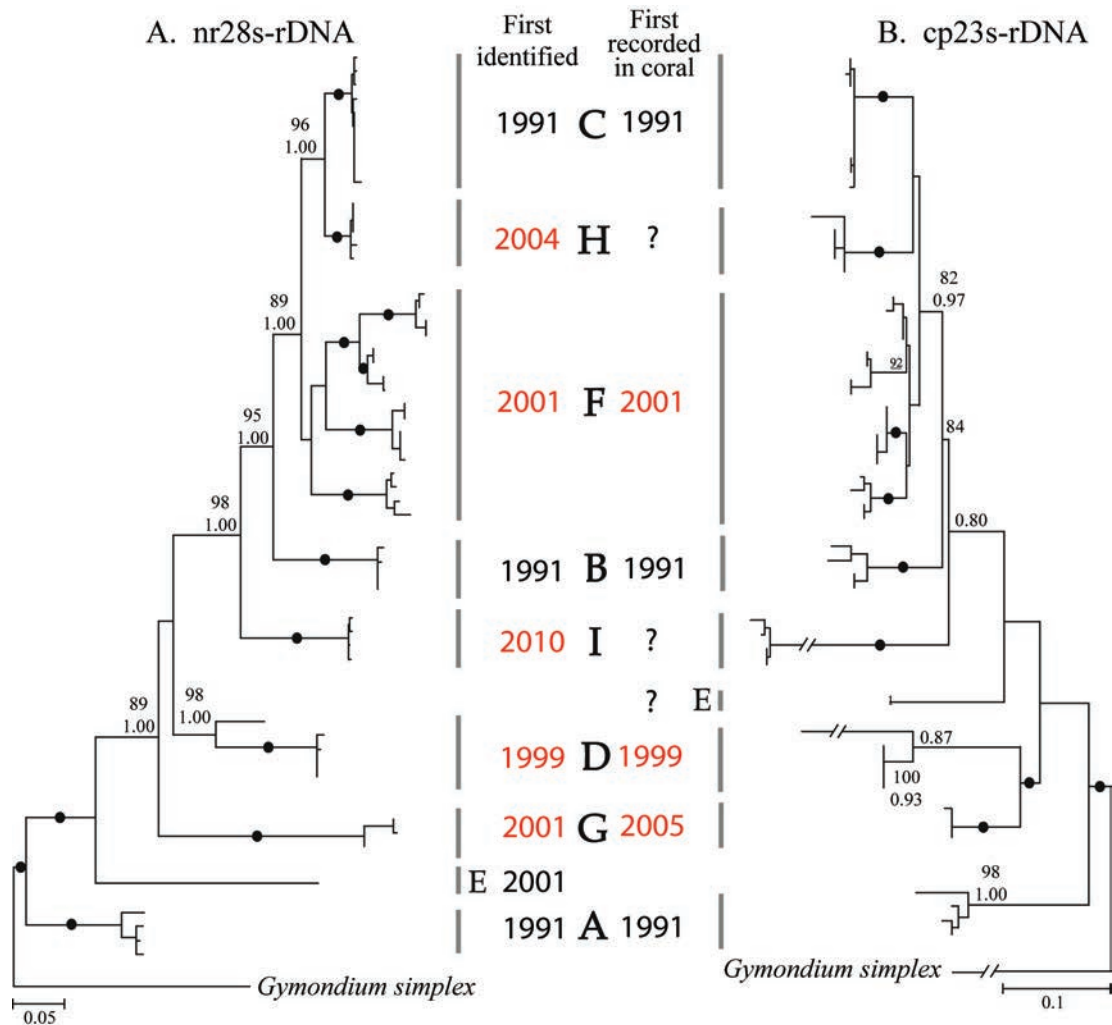 A. nr28s-rDNA
First
identified
First
recorded
in coral
B. cp23s-rDNA
1991 C 1991
96
1.00
2004 H ?
82
0.97
89
1.00
2001 F 2001
92
95
1.00
84
98
1.00
0.80
1991 B 1991
2010 I ?
? E
98
1.00
89
1.00
1999 D 1999
0.87
100
0.93
2001 G 2005
E 2001
98
1.00
1991 A 1991
Gymondium simplex
Gymondium simplex
0.05
0.1